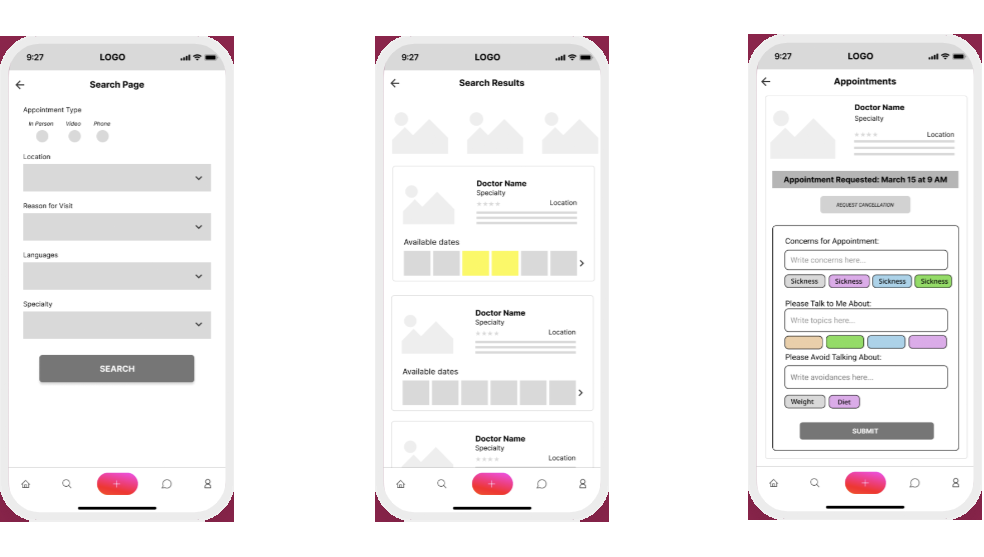 9:27 LOGO
Search Page
Appointment Type
In Person Video Phone
Location
Reason for Visit
Languages
Specialty
SEARCH
9:27 LOGO
Search Results
Doctor Name
Specialty
Location
Available dates
Doctor Name
Specialty
Location
Available dates
Doctor Name
Specialty
Location
9:27 LOGO
Appointments
Doctor Name
Specialty
Location
Appointment Requested: March 15 at 9 AM
REQUEST CANCELLATION
Concerns for Appointment:
Write concerns here...
Sickness Sickness Sickness Sickness
Please Talk to Me About:
Write topics here...
Please Avoid Talking About:
Write avoidances here...
Weight Diet
SUBMIT